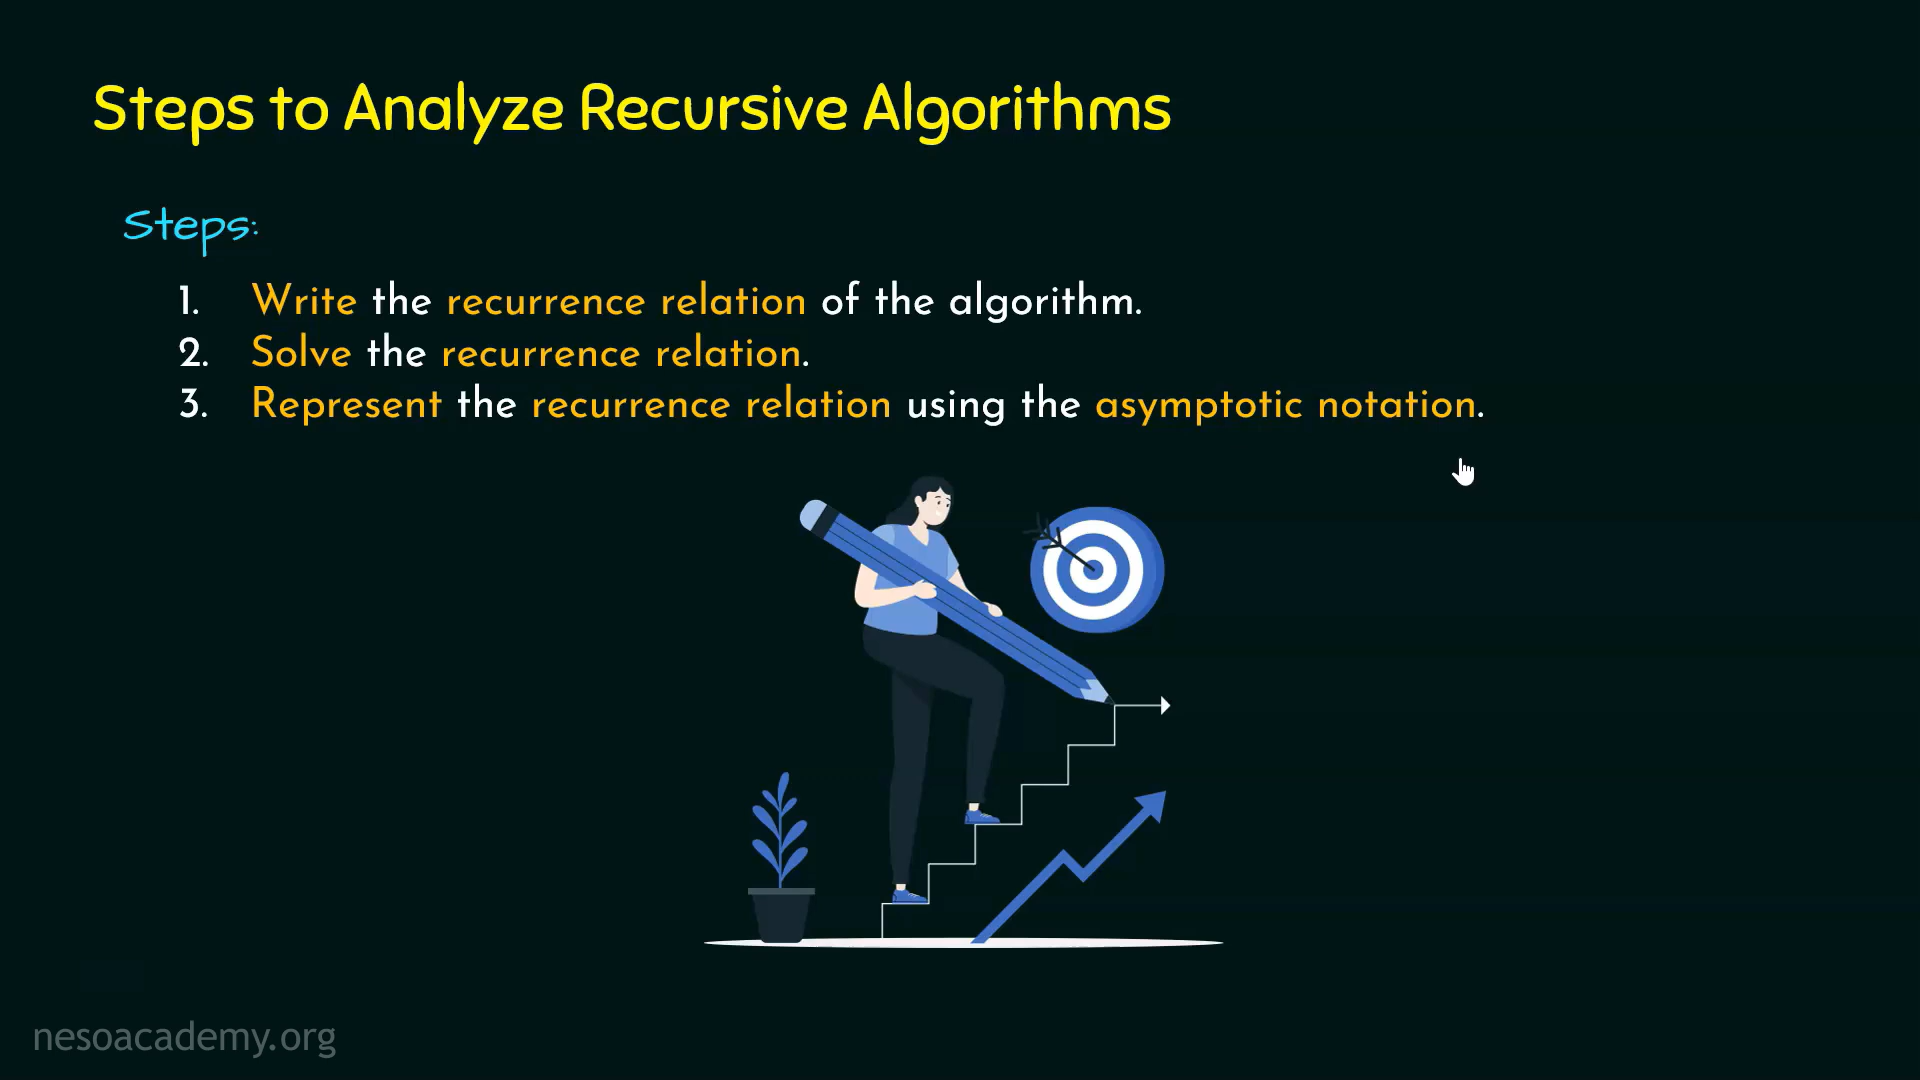 Steps to Analyze Recursive Algorithms
Steps:
1. Write the recurrence relation of the algorithm.
2. Solve the recurrence relation.
3. Represent the recurrence relation using the asymptotic notation.
nesoacademy.org